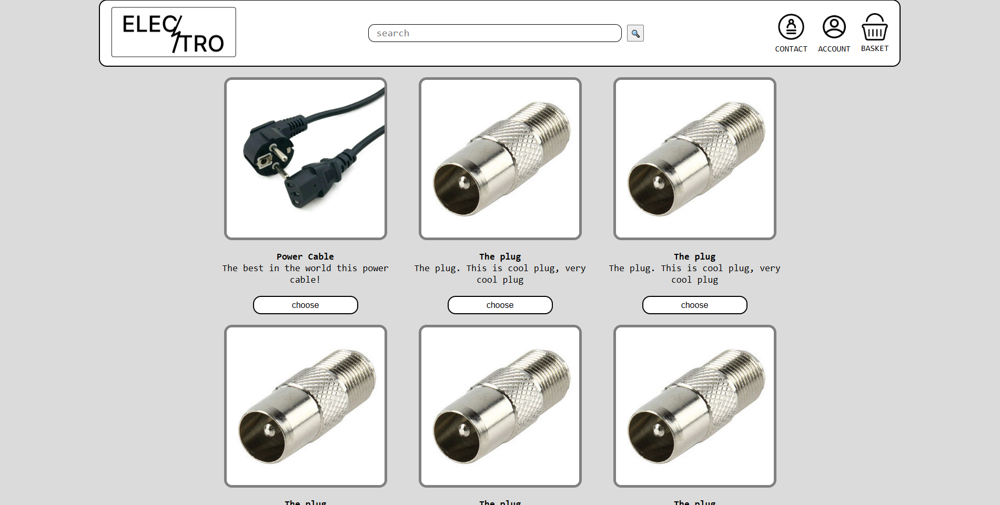 ELEC
TRO
search
CONTACT
ACCOUNT
BASKET
Power Cable
The best in the world this power
cable!
choose
The plug
The plug. This is cool plug, very
cool plug
choose
The plug
The plug. This is cool plug, very
cool plug
choose
The plug
The plug
The plug